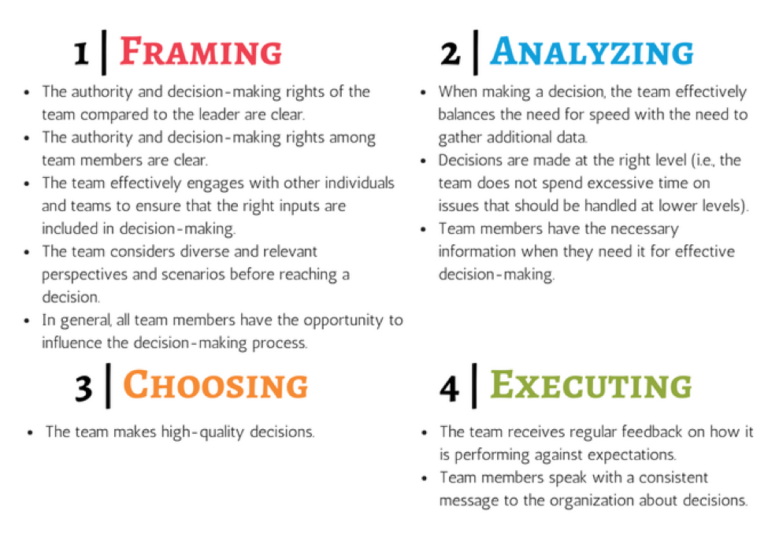 1 | FRAMING
• The authority and decision-making rights of the
team compared to the leader are clear.
• The authority and decision-making rights among
team members are clear.
• The team effectively engages with other individuals
and teams to ensure that the right inputs are
included in decision-making.
• The team considers diverse and relevant
perspectives and scenarios before reaching a
decision.
• In general, all team members have the opportunity to
influence the decision-making process.
2 | ANALYZING
• When making a decision, the team effectively
balances the need for speed with the need to
gather additional data.
• Decisions are made at the right level (i.e., the
team does not spend excessive time on
issues that should be handled at lower levels).
• Team members have the necessary
information when they need it for effective
decision-making.
3 | CHOOSING
• The team makes high-quality decisions.
4 | EXECUTING
• The team receives regular feedback on how it
is performing against expectations.
• Team members speak with a consistent
message to the organization about decisions.